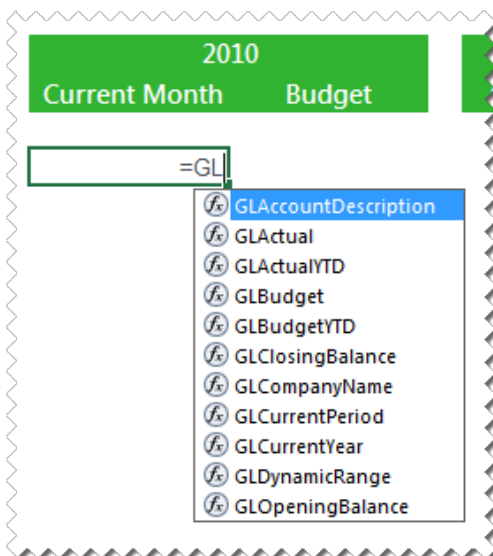 2010
Current Month Budget
=GL
GLAccountDescription
GLActual
GLActualYTD
GLBudget
GLBudgetYTD
GLClosingBalance
GLCompanyName
GLCurrentPeriod
GLCurrentYear
GLDynamicRange
GLOpeningBalance